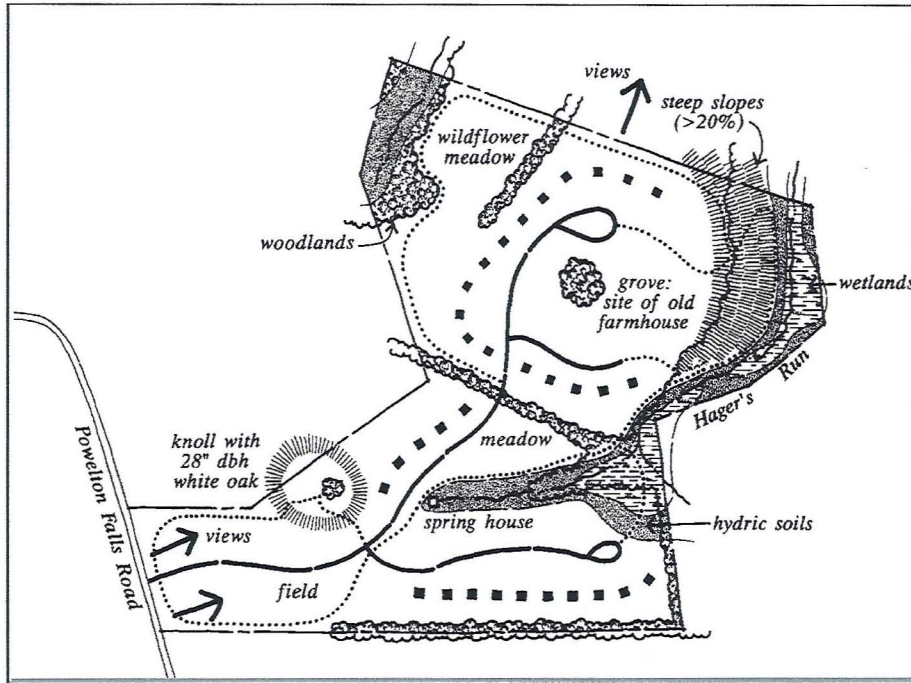 views
steep slopes
(>20%)
wildflower
meadow
woodlands
wetlands
grove:
site of old
farmhouse
Hager's Run
Powelton Falls Road
knoll with
28" dbh
white oak
meadow
spring house
hydric soils
views
field